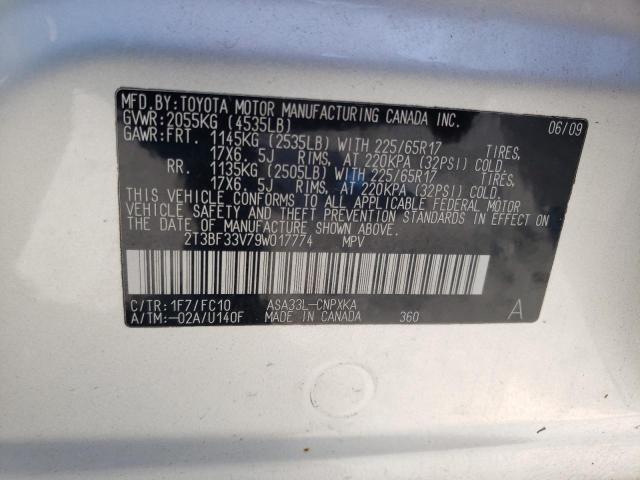 MFD.BY:TOYOTA MOTOR MANUFACTURING CANADA INC. 06/09
GVWR:2055KG (4535LB)
GAWR:FRT. 1145KG (2535LB) WITH 225/65R17 TIRES,
17X6. 5J RIMS, AT 220KPA (32PSI) COLD.
RR. 1135KG (2505LB) WITH 225/65R17 TIRES,
17X6. 5J RIMS, AT 220KPA (32PSI) COLD.
THIS VEHICLE CONFORMS TO ALL APPLICABLE FEDERAL MOTOR
VEHICLE SAFETY AND THEFT PREVENTION STANDARDS IN EFFECT ON
THE DATE OF MANUFACTURE SHOWN ABOVE.
2T3BF33V79W017774 MPV
C/TR:1F7/FC10 ASA33L-CNPXKA A
A/TM:-02A/U140F MADE IN CANADA 360